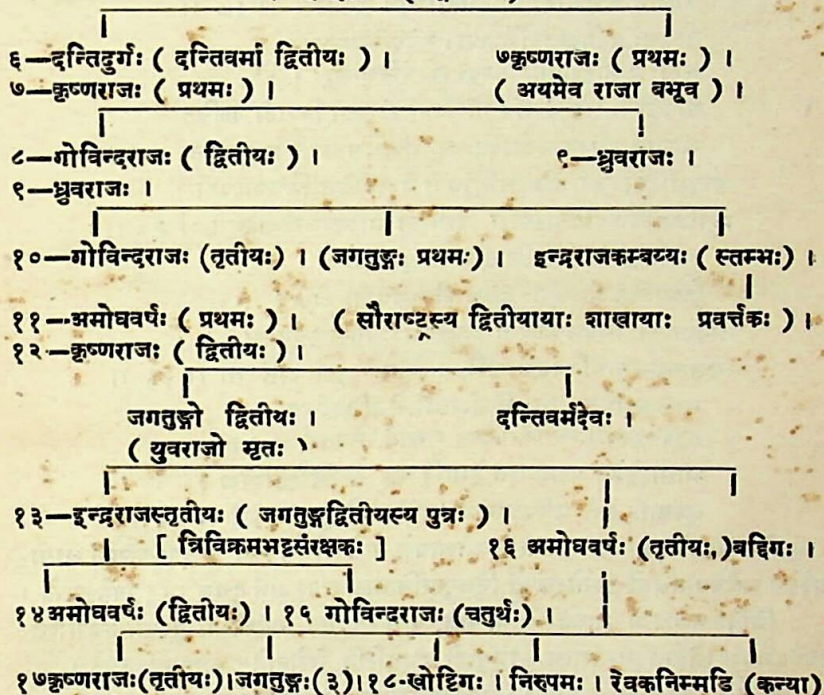 ६—दन्तिदुर्गः ( दन्तिवर्मा द्वितीयः ) । ७कृष्णराजः ( प्रथमः ) ।
७—कृष्णराजः ( प्रथमः ) । ( अयमेव राजा बभूव ) ।
८—गोविन्दराजः ( द्वितीयः ) । ९—ध्रुवराजः ।
९—ध्रुवराजः ।
१०—गोविन्दराजः (तृतीयः) । (जगतुङ्गः प्रथमः) । इन्द्रराजकम्बय्यः ( स्तम्भः ) ।
११—अमोघवर्षः ( प्रथमः ) । ( सौराष्ट्रस्य द्वितीयायाः शाखायाः प्रवर्त्तकः ) ।
१२—कृष्णराजः ( द्वितीयः ) ।
जगतुङ्गो द्वितीयः । दन्तिवर्मदेवः ।
( युवराजो मृतः )
१३—इन्द्रराजस्तृतीयः ( जगतुङ्गद्वितीयस्य पुत्रः ) ।
[ त्रिविक्रमभट्टसंरक्षकः ] १६ अमोघवर्षः (तृतीयः,)बद्दिगः ।
१४अमोघवर्षः (द्वितीयः) । १५ गोविन्दराजः (चतुर्थः) ।
१७कृष्णराजः(तृतीयः)।जगतुङ्गः(३)।१८-खोट्टिगः । निरुपमः । रेवकनिम्मडि (कन्या)